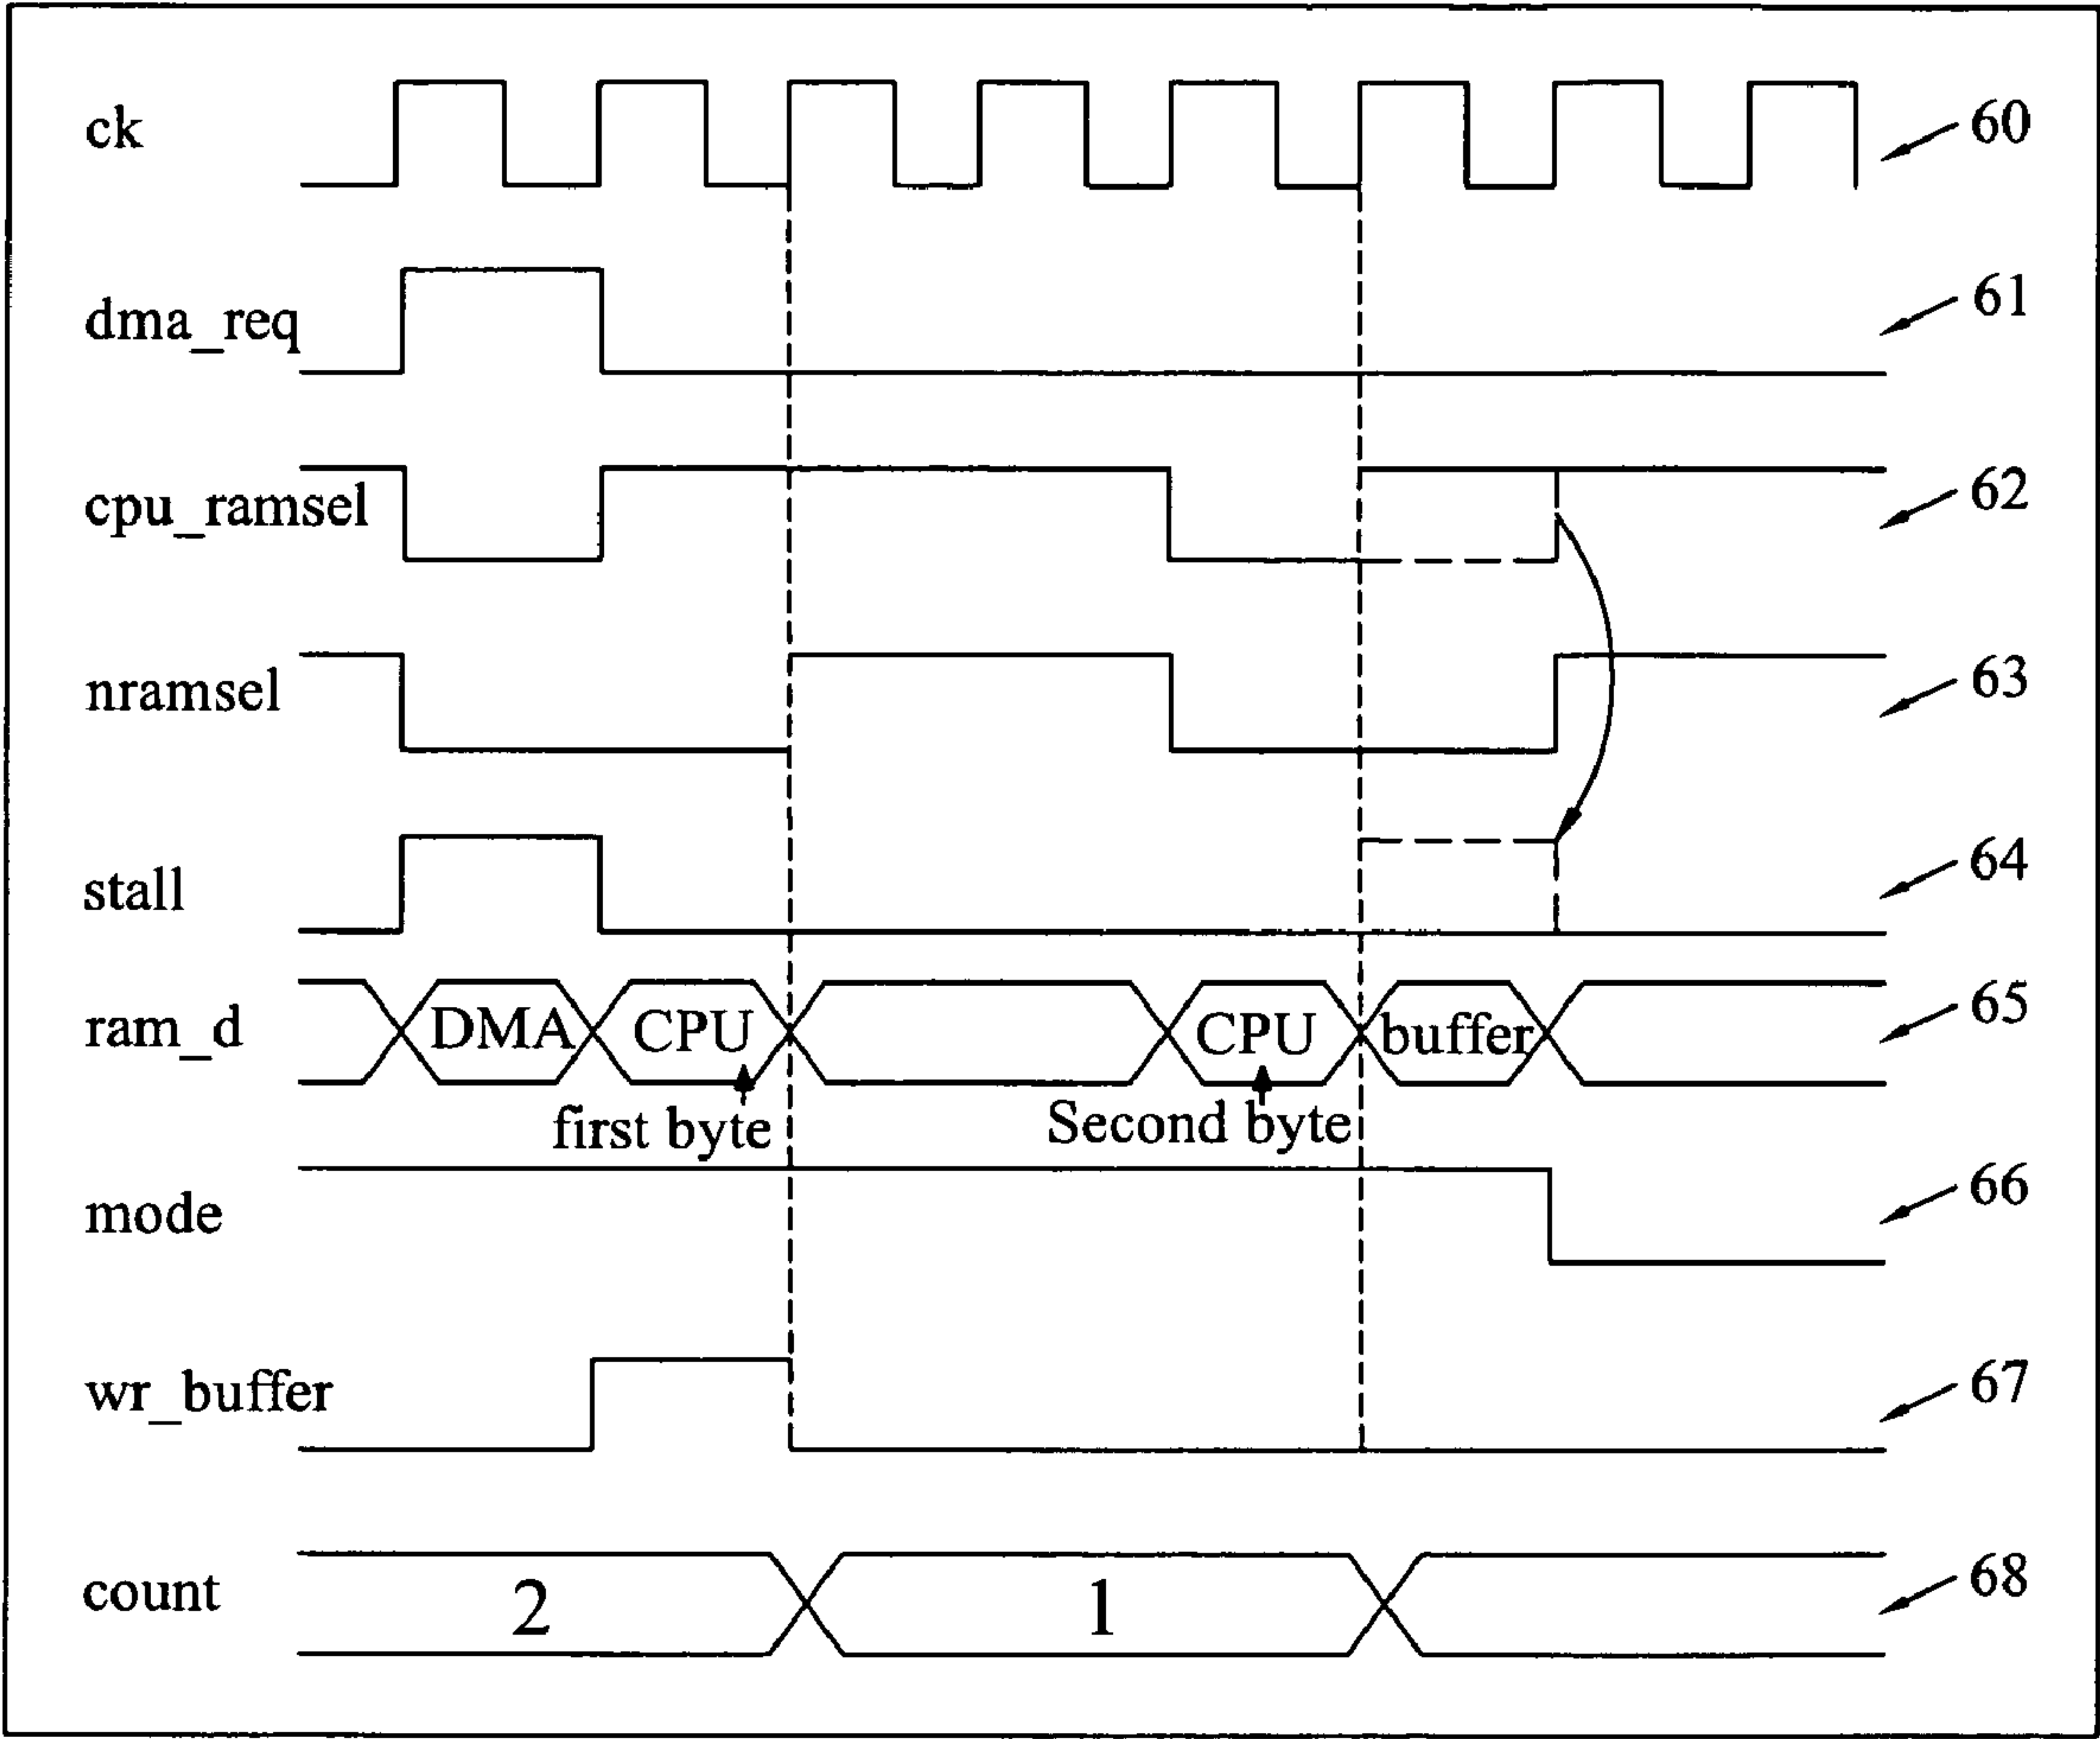 ck 60
dma_req 61
cpu_ramsel 62
nramsel 63
stall 64
ram_d DMA CPU CPU buffer 65
first byte Second byte
mode 66
wr_buffer 67
count 2 1 68